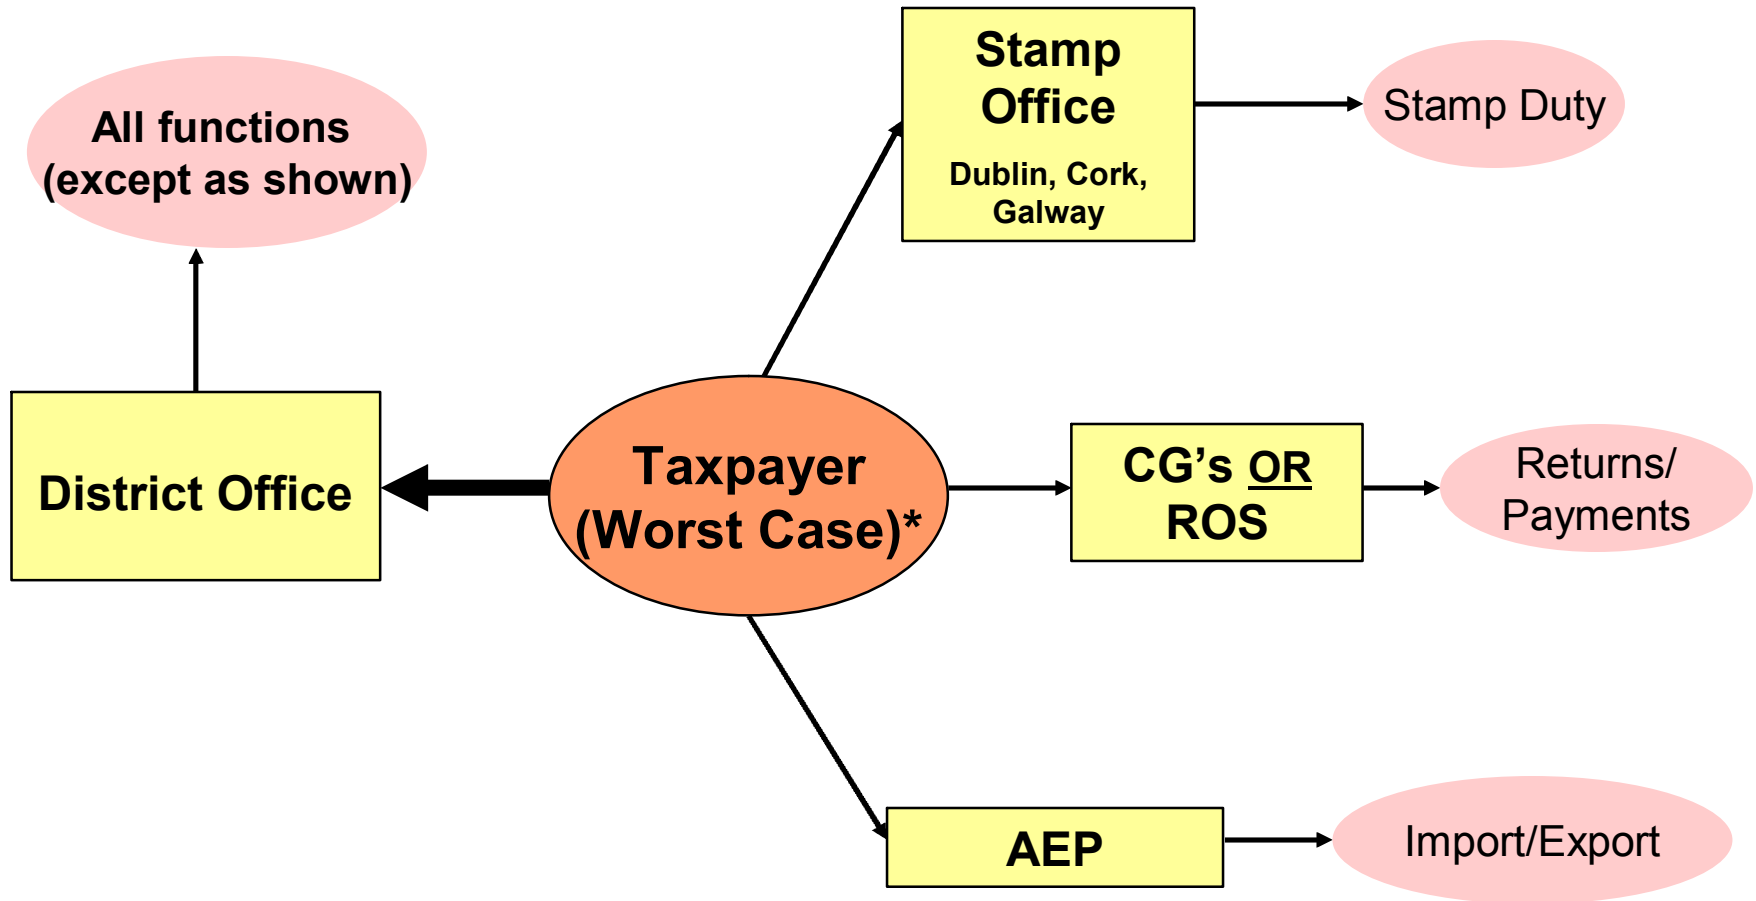 All functions
(except as shown)
Stamp
Office
Dublin, Cork,
Galway
Stamp Duty
District Office
Taxpayer
(Worst Case)*
CG’s OR
ROS
Returns/
Payments
AEP
Import/Export